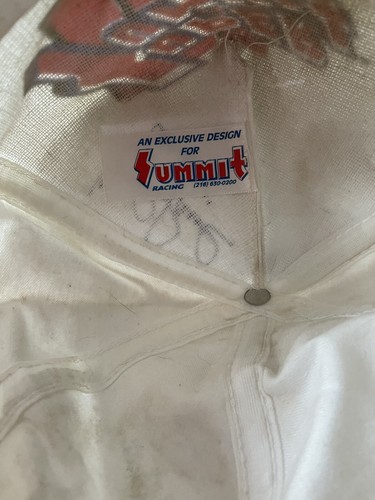 AN EXCLUSIVE DESIGN
FOR
SUMMIT
RACING (216) 630-0200